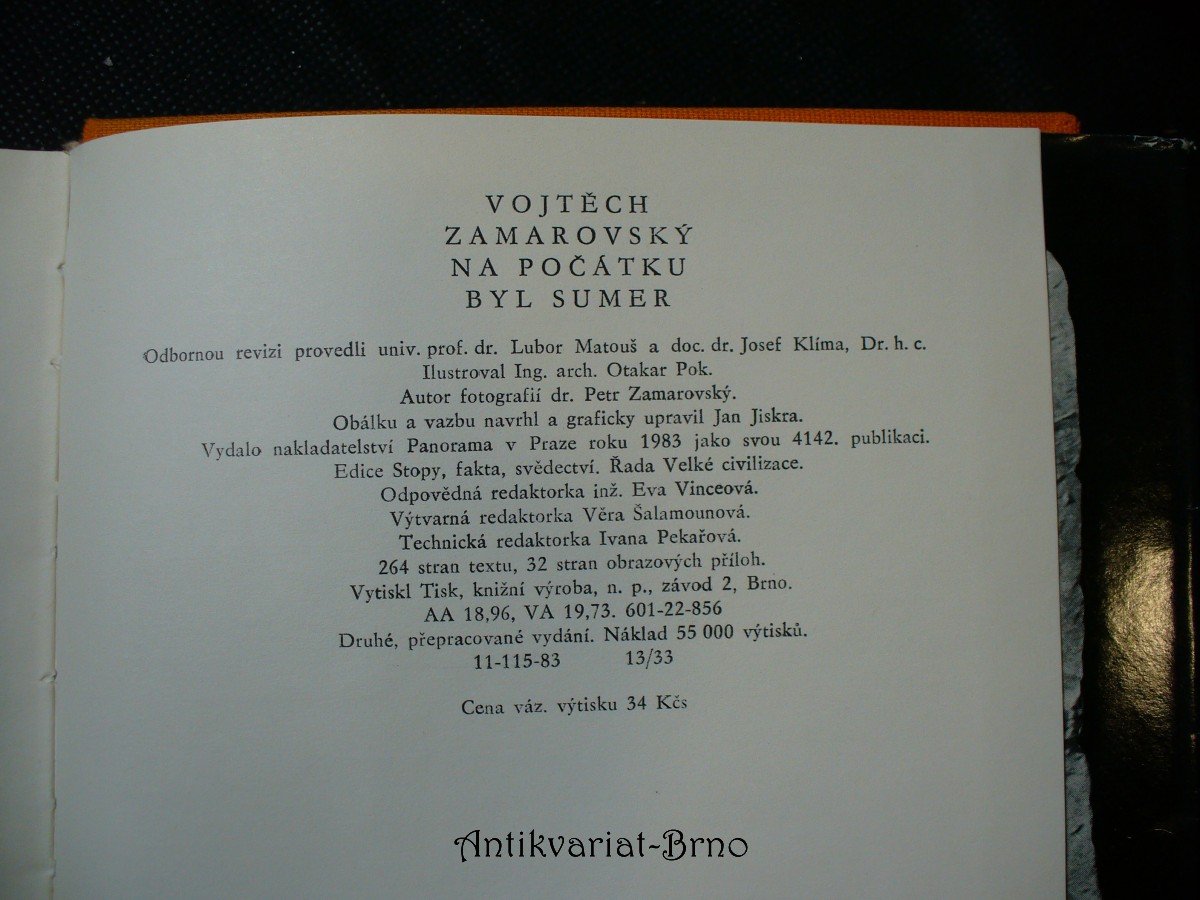 VOJTĚCH
ZAMAROVSKÝ
NA POČÁTKU
BYL SUMER
Odbornou revizi provedli univ. prof. dr. Lubor Matouš a doc. dr. Josef Klíma, Dr. h. c.
Ilustroval Ing. arch. Otakar Pok.
Autor fotografií dr. Petr Zamarovský.
Obálku a vazbu navrhl a graficky upravil Jan Jiskra.
Vydalo nakladatelství Panorama v Praze roku 1983 jako svou 4142. publikaci.
Edice Stopy, fakta, svědectví. Řada Velké civilizace.
Odpovědná redaktorka inž. Eva Vinceová.
Výtvarná redaktorka Věra Šalamounová.
Technická redaktorka Ivana Pekařová.
264 stran textu, 32 stran obrazových příloh.
Vytiskl Tisk, knižní výroba, n. p., závod 2, Brno.
AA 18,96, VA 19,73. 601-22-856
Druhé, přepracované vydání. Náklad 55 000 výtisků.
11-115-83 13/33
Cena váz. výtisku 34 Kčs
Antikvariat-Brno